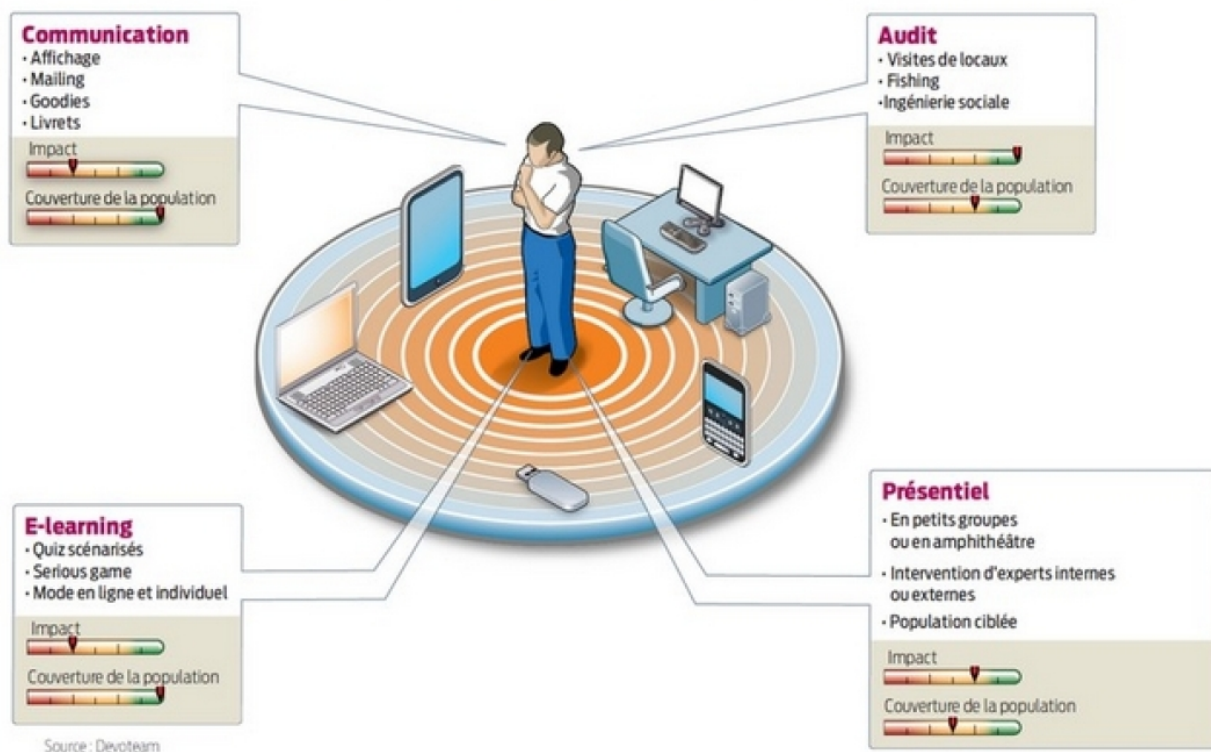 Communication
· Affichage
· Mailing
· Goodies
· Livrets
Impact
Couverture de la population
Audit
· Visites de locaux
· Fishing
·Ingénierie sociale
Impact
Couverture de la population
E-learning
· Quiz scénarisés
· Serious game
· Mode en ligne et individuel
Impact
Couverture de la population
Source : Devoteam
Présentiel
· En petits groupes
ou en amphithéâtre
· Intervention d'experts internes
ou externes
· Population ciblée
Impact
Couverture de la population